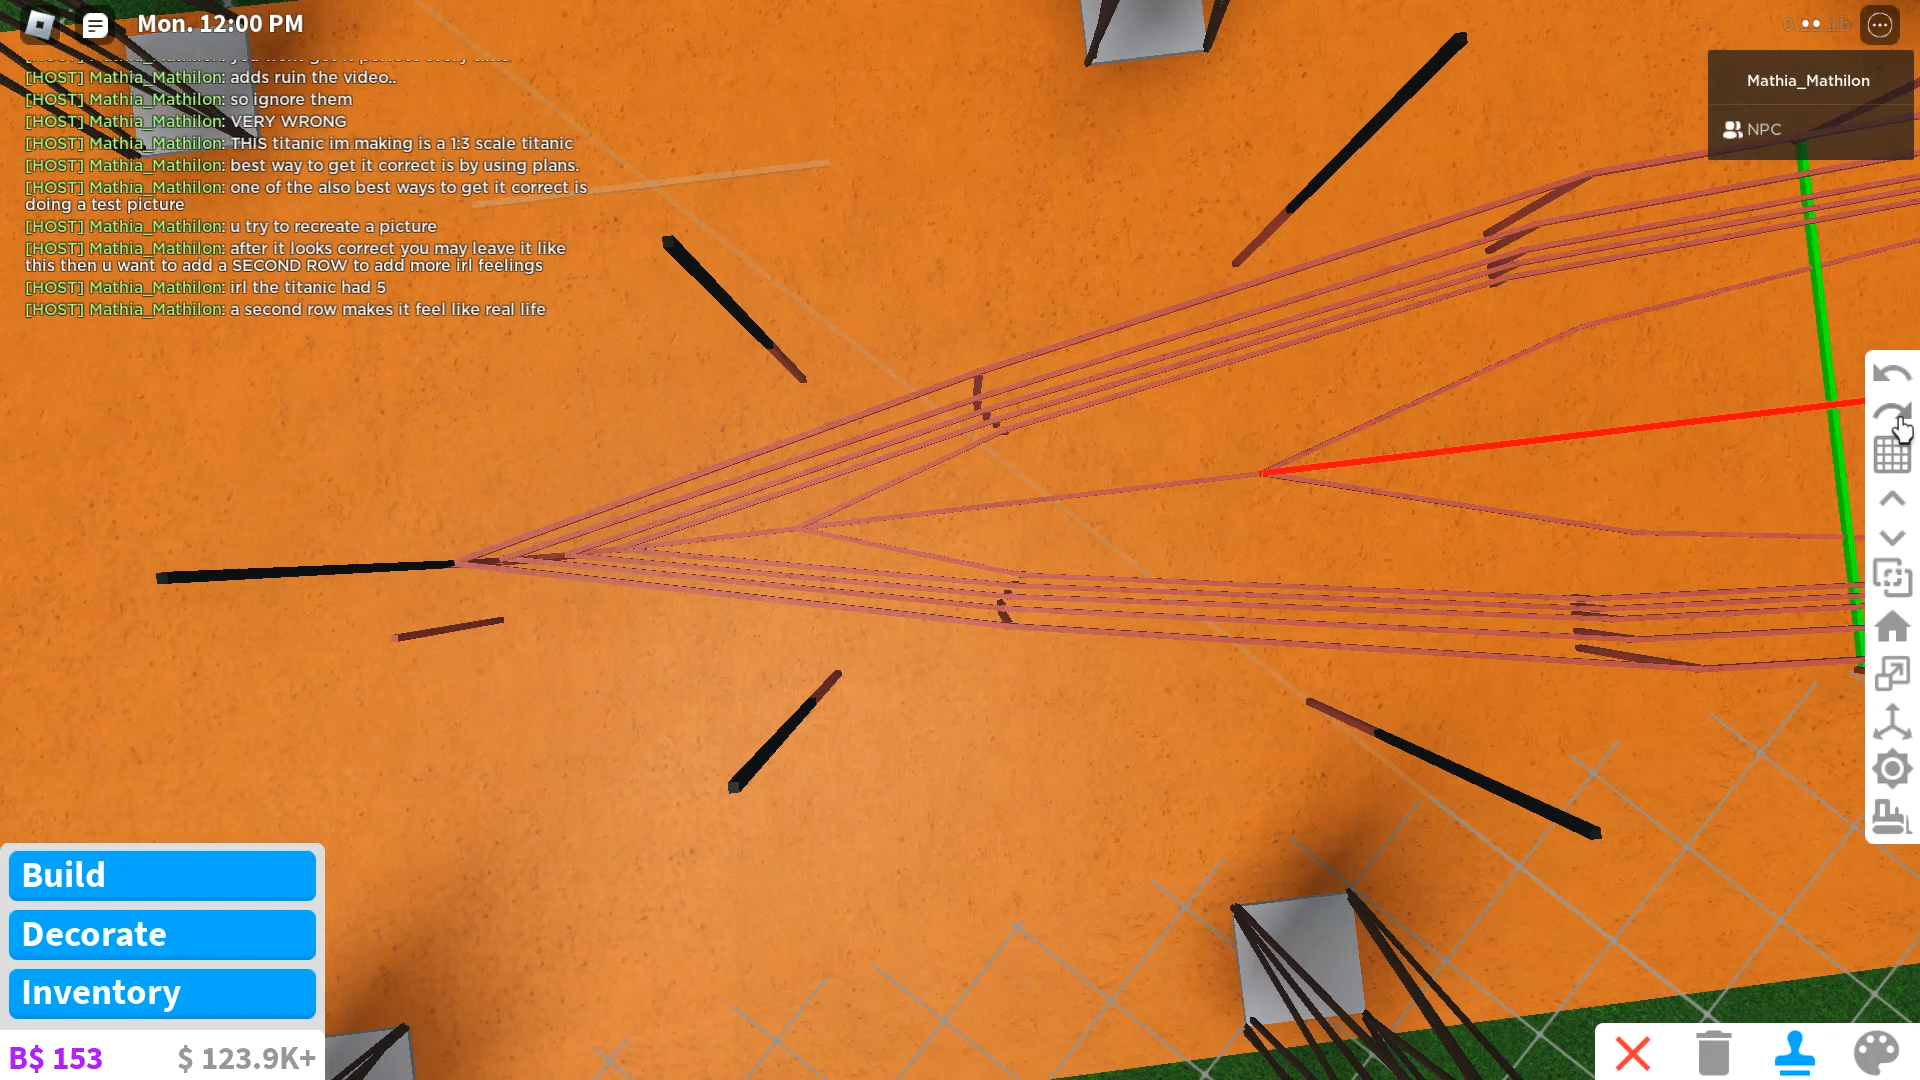 Mon. 12:00 PM
[HOST] Mathia_Mathilon:
[HOST] Mathia_Mathilon: adds ruin the video..
[HOST] Mathia_Mathilon: so ignore them
[HOST] Mathia_Mathilon: VERY WRONG
[HOST] Mathia_Mathilon: THIS titanic im making is a 1:3 scale titanic
[HOST] Mathia_Mathilon: best way to get it correct is by using plans.
[HOST] Mathia_Mathilon: one of the also best ways to get it correct is
doing a test picture
[HOST] Mathia_Mathilon: u try to recreate a picture
[HOST] Mathia_Mathilon: after it looks correct you may leave it like
this then u want to add a SECOND ROW to add more irl feelings
[HOST] Mathia_Mathilon: irl the titanic had 5
[HOST] Mathia_Mathilon: a second row makes it feel like real life
Mathia_Mathilon
NPC
Build
Decorate
Inventory
B$ 153 $ 123.9K+